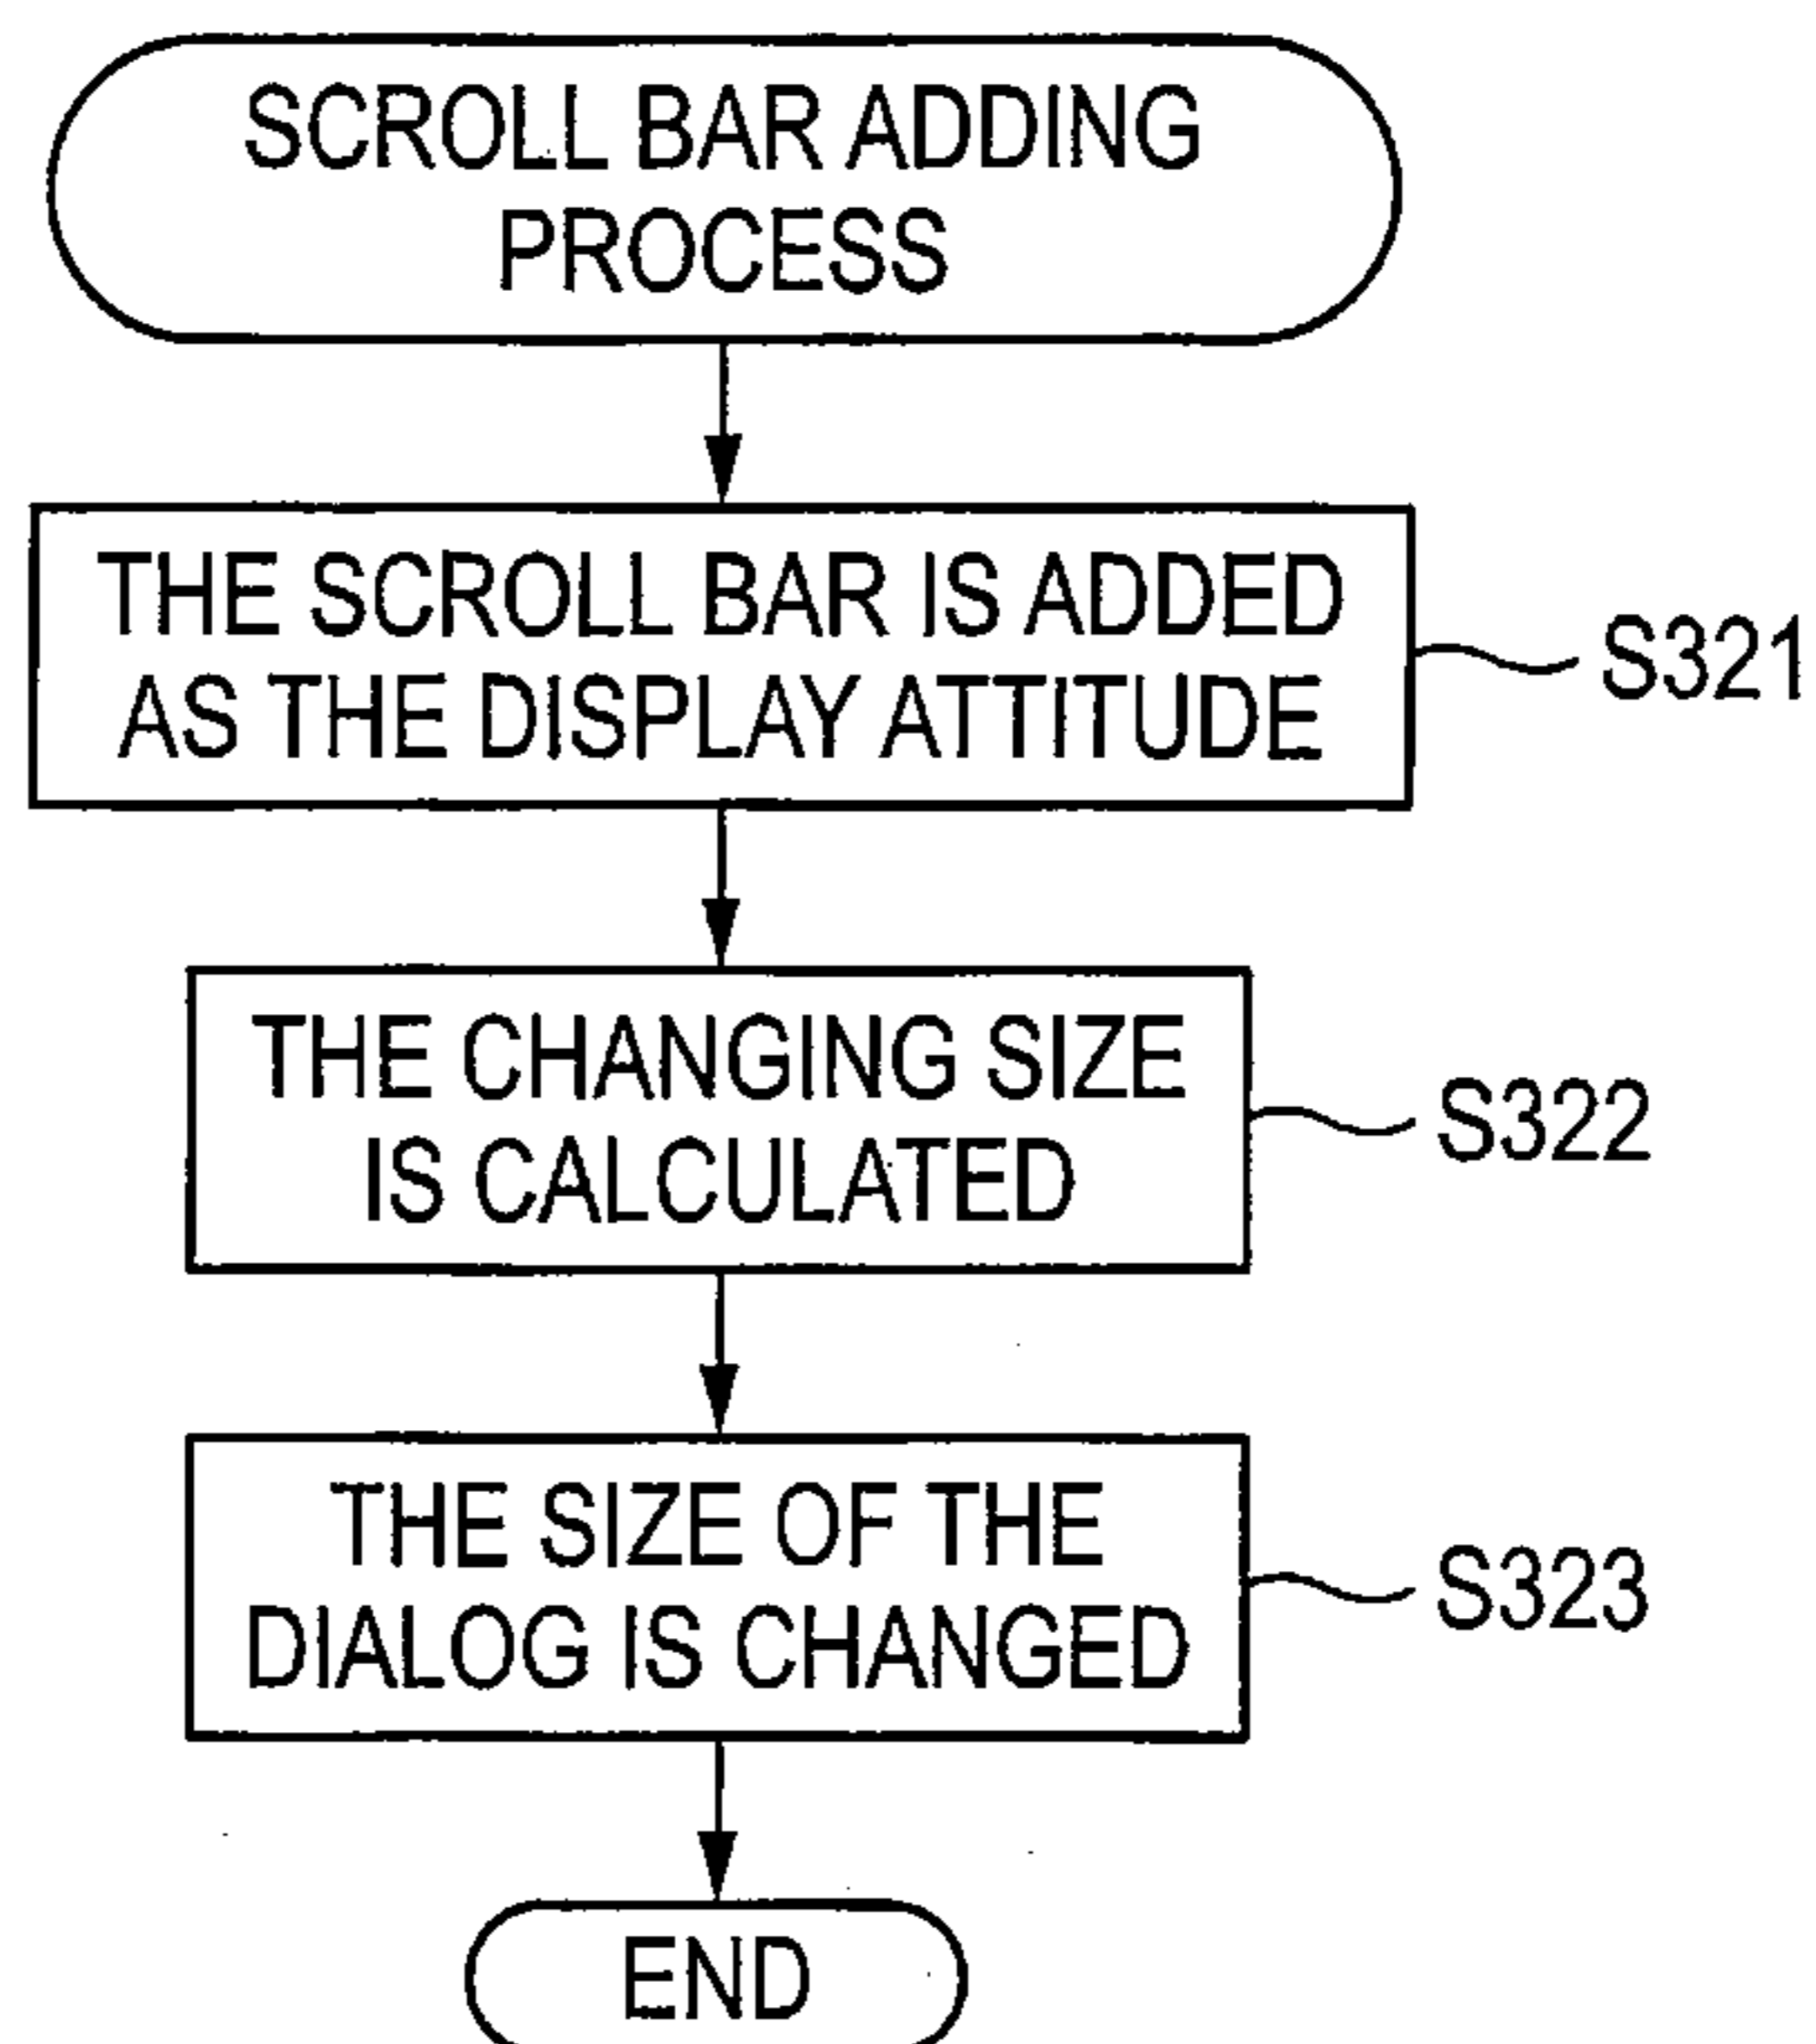 SCROLL BAR ADDING
PROCESS
THE SCROLL BAR IS ADDED
AS THE DISPLAY ATTITUDE
S321
THE CHANGING SIZE
IS CALCULATED
S322
THE SIZE OF THE
DIALOG IS CHANGED
S323
END